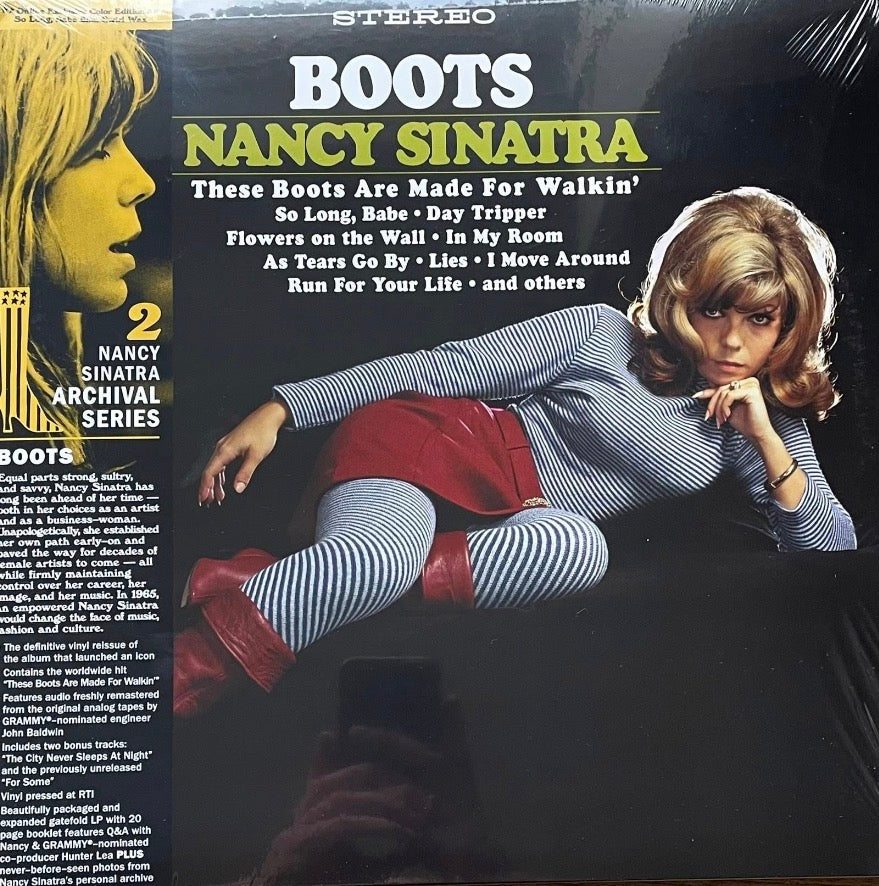 Online Exclusive Color Edition
So Long, Babe Blue Swirl Wax
2
NANCY
SINATRA
ARCHIVAL
SERIES
BOOTS
Equal parts strong, sultry,
and savvy, Nancy Sinatra has
long been ahead of her time —
both in her choices as an artist
and as a business-woman.
Unapologetically, she established
her own path early-on and
paved the way for decades of
female artists to come — all
while firmly maintaining
control over her career, her
image, and her music. In 1965,
an empowered Nancy Sinatra
would change the face of music,
fashion and culture.
The definitive vinyl reissue of
the album that launched an icon
Contains the worldwide hit
"These Boots Are Made For Walkin'"
Features audio freshly remastered
from the original analog tapes by
GRAMMY®-nominated engineer
John Baldwin
Includes two bonus tracks:
"The City Never Sleeps At Night"
and the previously unreleased
"For Some"
Vinyl pressed at RTI
Beautifully packaged and
expanded gatefold LP with 20
page booklet features Q&A with
Nancy & GRAMMY®-nominated
co-producer Hunter Lea PLUS
never-before-seen photos from
Nancy Sinatra's personal archive
STEREO
BOOTS
NANCY SINATRA
These Boots Are Made For Walkin'
So Long, Babe • Day Tripper
Flowers on the Wall • In My Room
As Tears Go By • Lies • I Move Around
Run For Your Life • and others